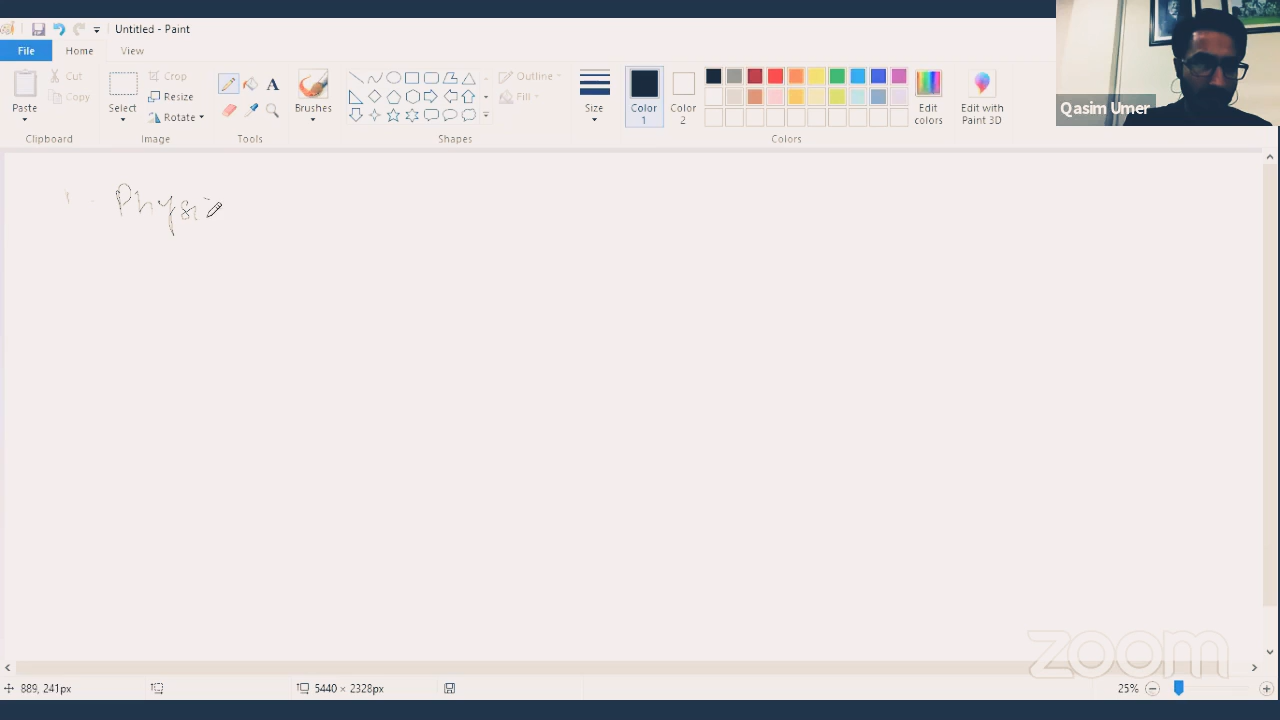 Untitled - Paint
File Home View
Paste
Cut
Copy
Clipboard
Select
Crop
Resize
Rotate
Image
Tools
Brushes
Shapes
Outline
Fill
Size
Color 1
Color 2
Colors
Edit colors
Edit with Paint 3D
Qasim Umer
1. Physi
zoom
889, 241px
5440 × 2328px
25%